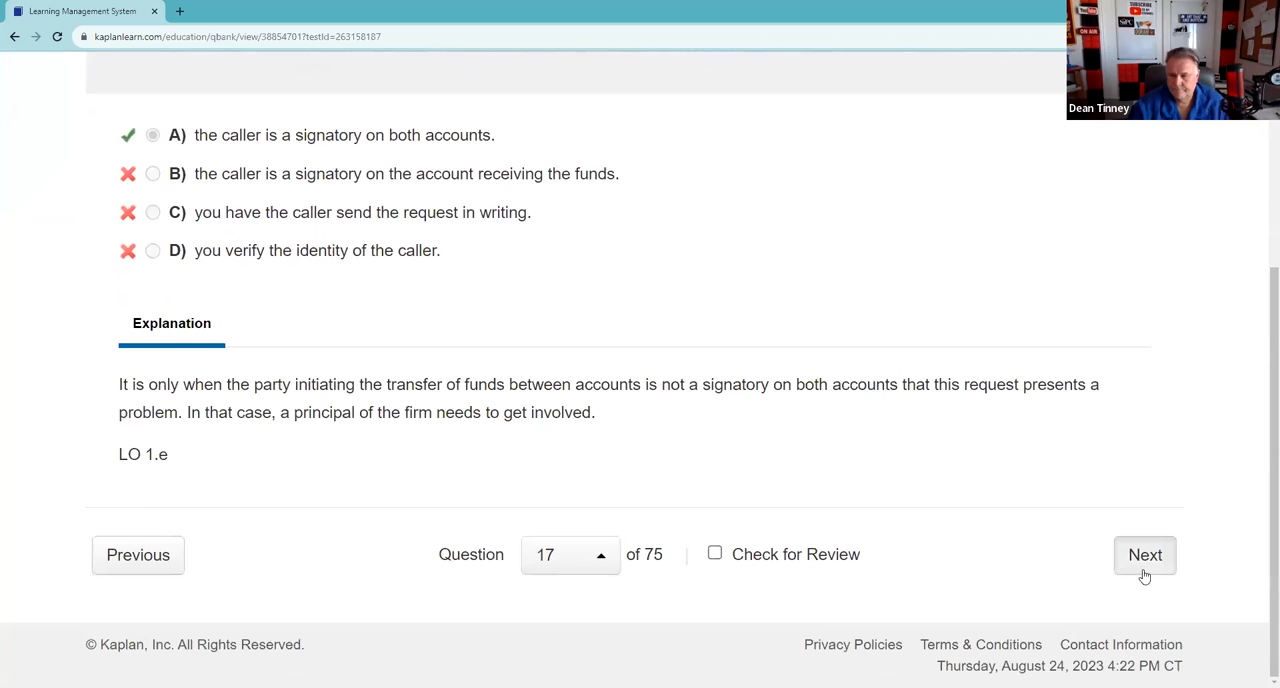 Learning Management System
kaplanlearn.com/education/qbank/view/38854701?testId=263158187
SUBSCRIBE
SIPC
ON AIR
Dean Tinney
A) the caller is a signatory on both accounts.
B) the caller is a signatory on the account receiving the funds.
C) you have the caller send the request in writing.
D) you verify the identity of the caller.
Explanation
It is only when the party initiating the transfer of funds between accounts is not a signatory on both accounts that this request presents a
problem. In that case, a principal of the firm needs to get involved.
LO 1.e
Previous
Question 17 of 75
Check for Review
Next
© Kaplan, Inc. All Rights Reserved.
Privacy Policies Terms & Conditions Contact Information
Thursday, August 24, 2023 4:22 PM CT